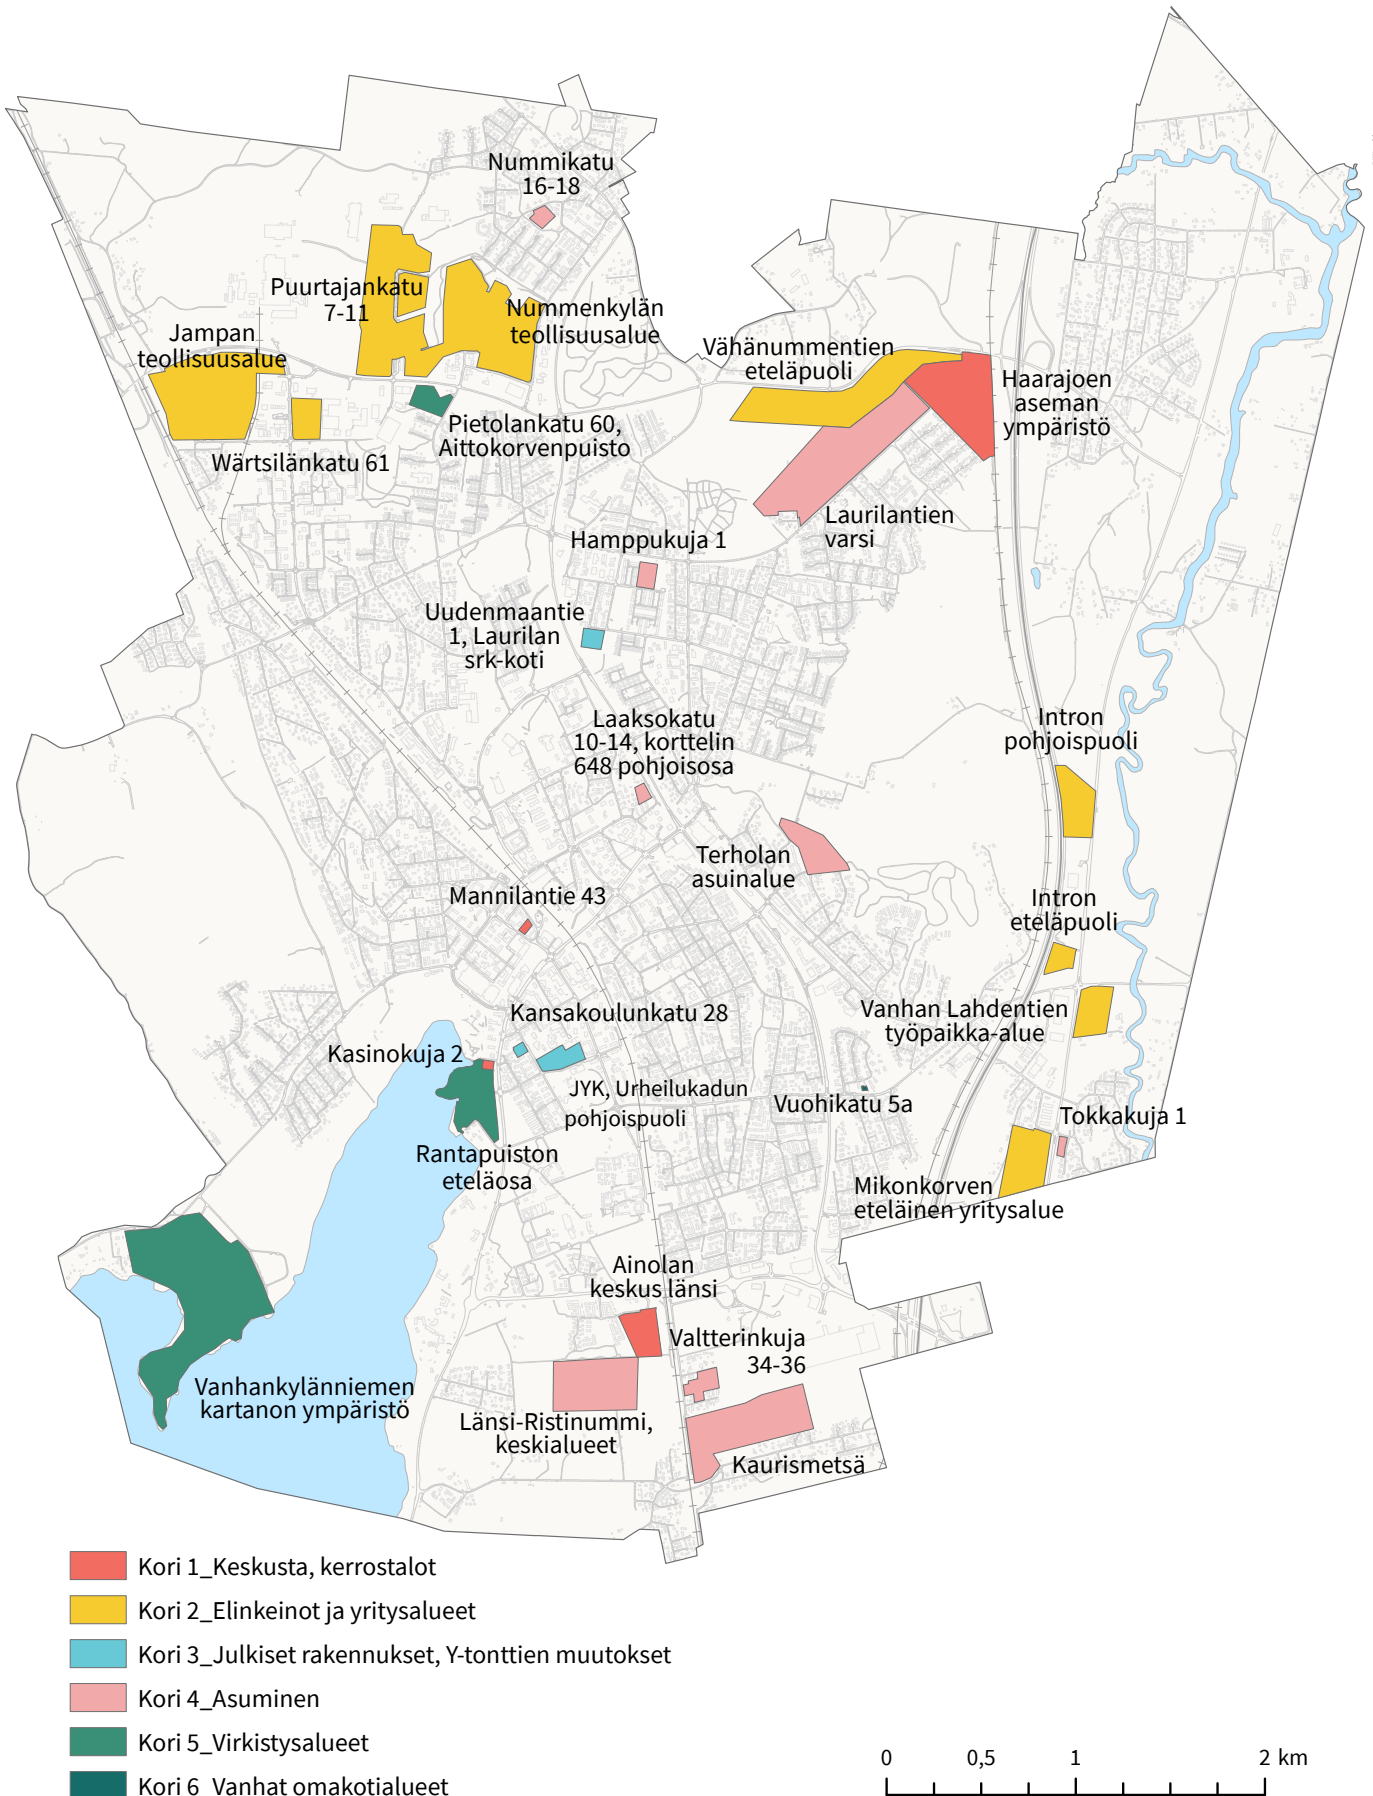 Nummikatu
16-18
Puurtajankatu
7-11
Nummenkylän
teollisuusalue
Jampan
teollisuusalue
Vähänummentien
eteläpuoli
Haarajoen
aseman
ympäristö
Pietolankatu 60,
Aittokorvenpuisto
Wärtsilänkatu 61
Laurilantien
varsi
Hamppukuja 1
Uudenmaantie
1, Laurilan
srk-koti
Laaksokatu
10-14, korttelin
648 pohjoisosa
Intron
pohjoispuoli
Terholan
asuinalue
Mannilantie 43
Intron
eteläpuoli
Vanhan Lahdentien
työpaikka-alue
Kansakoulunkatu 28
Kasinokuja 2
JYK, Urheilukadun
pohjoispuoli
Vuohikatu 5a
Tokkakuja 1
Rantapuiston
eteläosa
Mikonkorven
eteläinen yritysalue
Ainolan
keskus länsi
Valtterinkuja
34-36
Vanhankylänniemen
kartanon ympäristö
Länsi-Ristinummi,
keskialueet
Kaurismetsä
Kori 1_Keskusta, kerrostalot
Kori 2_Elinkeinot ja yritysalueet
Kori 3_Julkiset rakennukset, Y-tonttien muutokset
Kori 4_Asuminen
Kori 5_Virkistysalueet
Kori 6_Vanhat omakotialueet
0 0,5 1 2 km